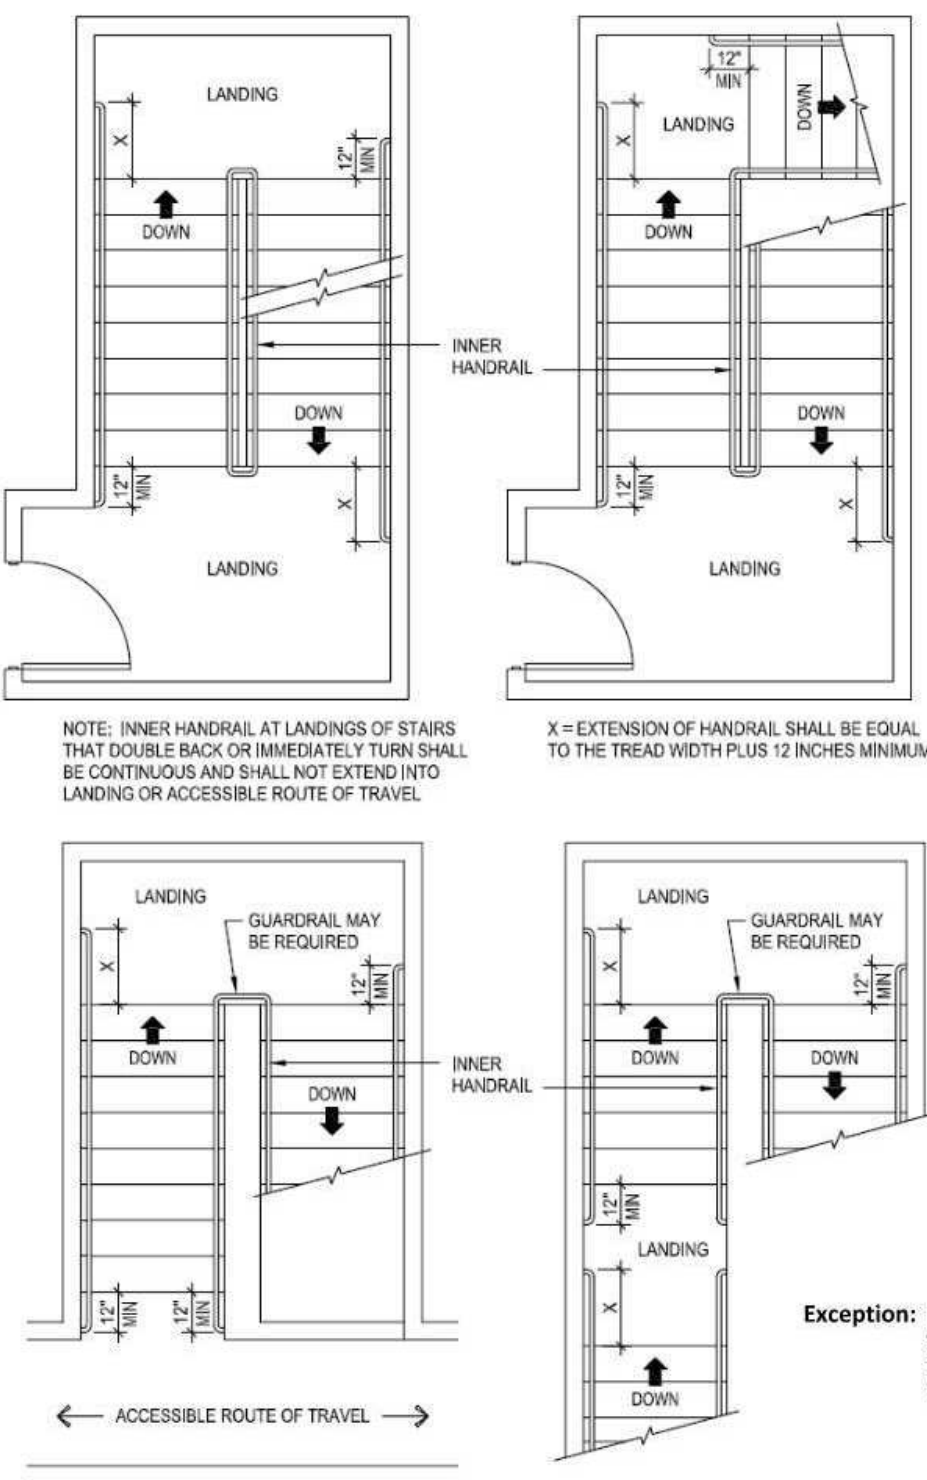 LANDING
X
12"
MIN
DOWN
DOWN
12"
MIN
X
LANDING
12"
MIN
LANDING
DOWN
X
DOWN
DOWN
12"
MIN
X
LANDING
INNER
HANDRAIL
NOTE: INNER HANDRAIL AT LANDINGS OF STAIRS
THAT DOUBLE BACK OR IMMEDIATELY TURN SHALL
BE CONTINUOUS AND SHALL NOT EXTEND INTO
LANDING OR ACCESSIBLE ROUTE OF TRAVEL
X = EXTENSION OF HANDRAIL SHALL BE EQUAL
TO THE TREAD WIDTH PLUS 12 INCHES MINIMUM
LANDING
GUARDRAIL MAY
BE REQUIRED
X
12"
MIN
DOWN
DOWN
12"
MIN
12"
MIN
ACCESSIBLE ROUTE OF TRAVEL
INNER
HANDRAIL
LANDING
GUARDRAIL MAY
BE REQUIRED
X
12"
MIN
DOWN
DOWN
12"
MIN
LANDING
X
DOWN
Exception: